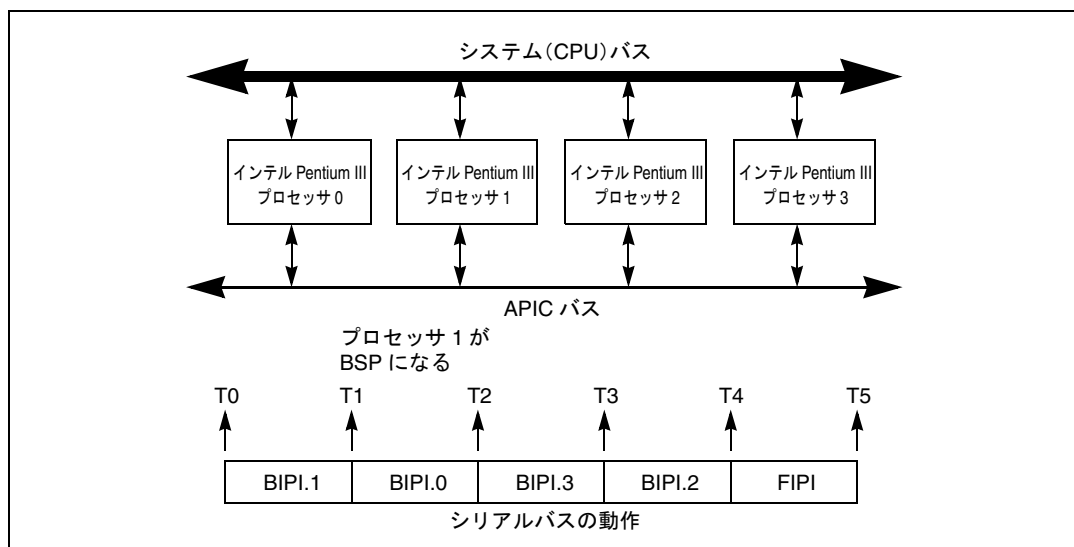 システム(CPU)バス
インテル Pentium III
プロセッサ 0
インテル Pentium III
プロセッサ 1
インテル Pentium III
プロセッサ 2
インテル Pentium III
プロセッサ 3
APIC バス
プロセッサ 1 が
BSP になる
T0 T1 T2 T3 T4 T5
BIPI.1 BIPI.0 BIPI.3 BIPI.2 FIPI
シリアルバスの動作